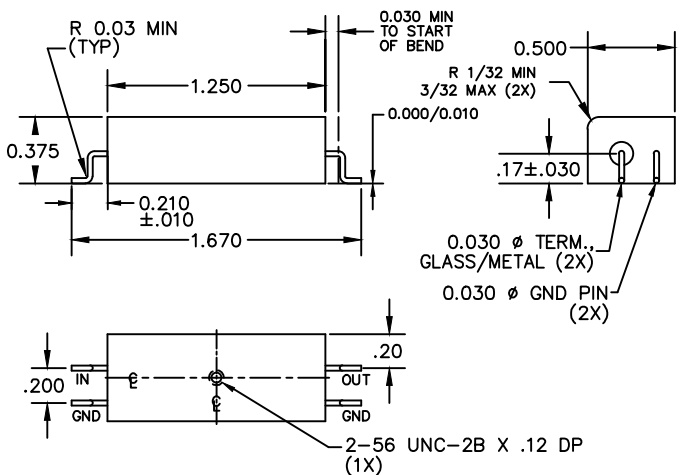 R 0.03 MIN
(TYP)
0.030 MIN
TO START
OF BEND
1.250
0.500
R 1/32 MIN
3/32 MAX (2X)
0.000/0.010
0.375
.17±.030
0.210
±.010
1.670
0.030 ø TERM.,
GLASS/METAL (2X)
0.030 ø GND PIN
(2X)
.20
IN
OUT
℄
.200
℄
GND
GND
2-56 UNC-2B X .12 DP
(1X)